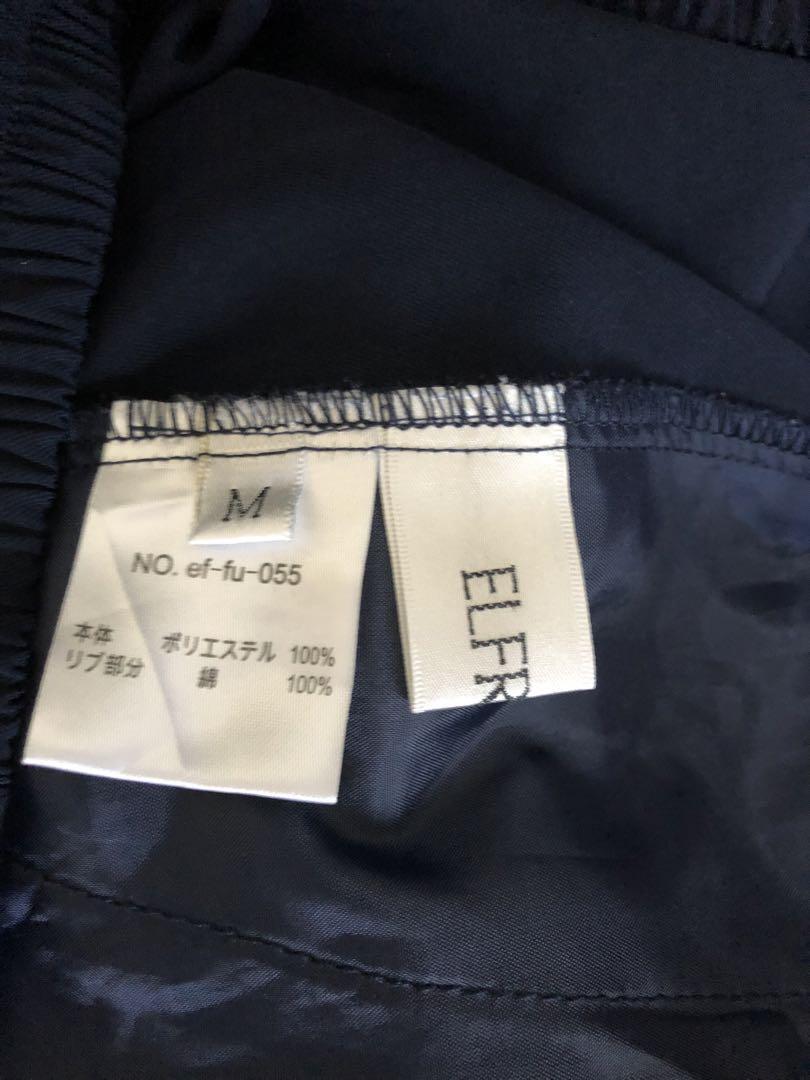 M
NO. ef-fu-055
本体 ポリエステル 100%
リブ部分 綿 100%
ELFR